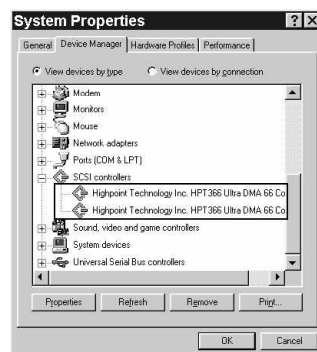 System Properties
General Device Manager Hardware Profiles Performance
View devices by type View devices by connection
Modem
Monitors
Mouse
Network adapters
Ports (COM & LPT)
SCSI controllers
Highpoint Technology Inc. HPT366 Ultra DMA 66 Co
Highpoint Technology Inc. HPT366 Ultra DMA 66 Co
Sound, video and game controllers
System devices
Universal Serial Bus controllers
Properties Refresh Remove Print...
OK Cancel